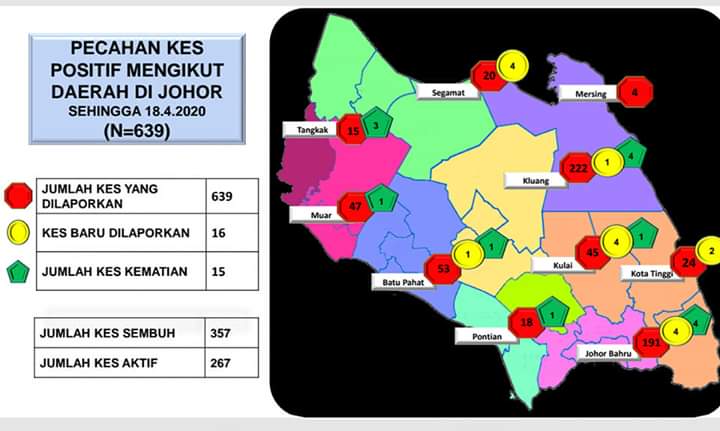 PECAHAN KES
POSITIF MENGIKUT
DAERAH DI JOHOR
SEHINGGA 18.4.2020
(N=639)
JUMLAH KES YANG
DILAPORKAN
639
KES BARU DILAPORKAN
16
JUMLAH KES KEMATIAN
15
JUMLAH KES SEMBUH
357
JUMLAH KES AKTIF
267
Segamat
20
4
Mersing
4
Tangkak
15
3
Kluang
222
1
4
Muar
47
1
Batu Pahat
53
1
1
Kulai
45
4
1
Kota Tinggi
24
2
Pontian
18
1
Johor Bahru
191
4
4